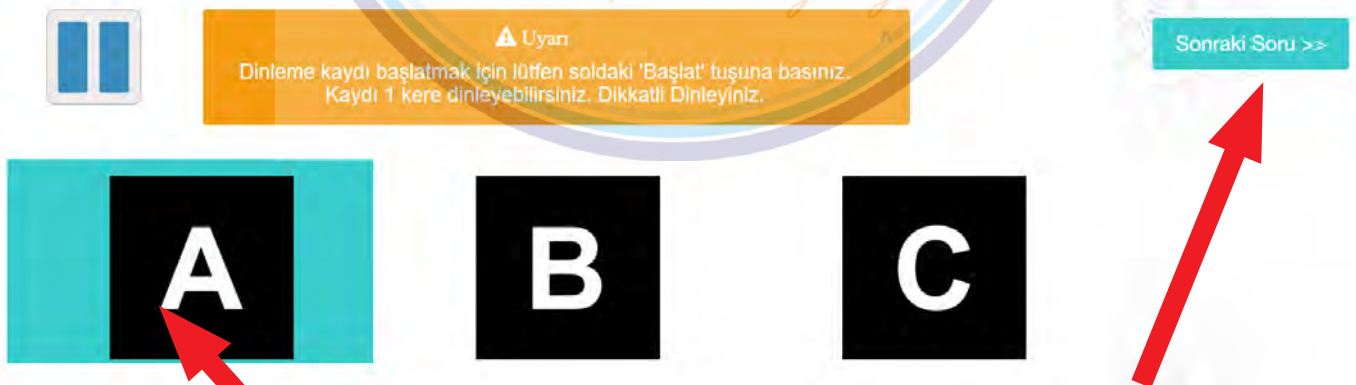 Uyarı
Dinleme kaydı başlatmak için lütfen soldaki 'Başlat' tuşuna basınız.
Kaydı 1 kere dinleyebilirsiniz. Dikkatli Dinleyiniz.
Sonraki Soru >>
A
B
C